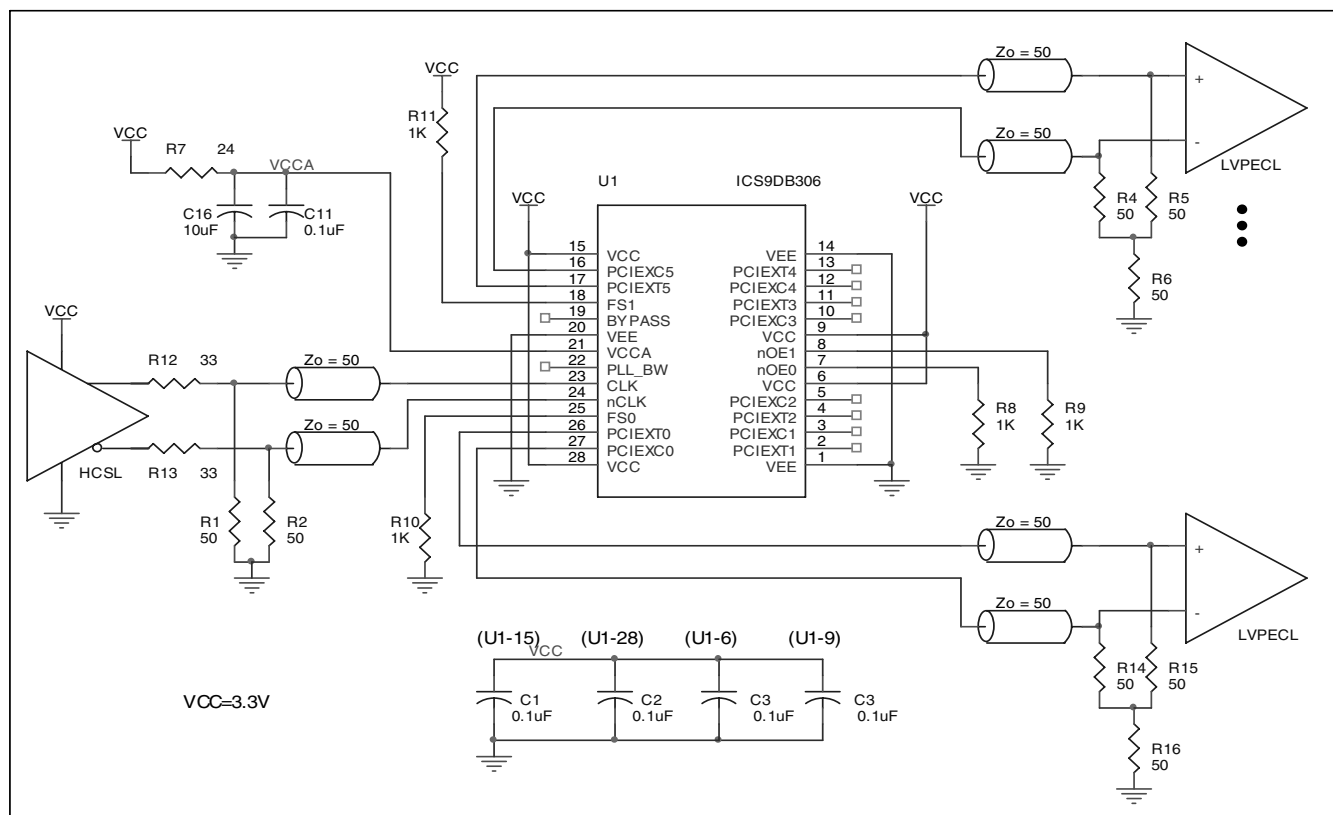 Zo = 50
VCC
R11
1K
+
VCC
R7 24
VCCA
Zo = 50
-
LVPECL
U1 ICS9DB306
VCC
VCC
R4
50
R5
50
C16
10uF
C11
0.1uF
R6
50
15 VCC
16 PCIEXC5
17 PCIEXT5
18 FS1
19 BYPASS
20 VEE
21 VCCA
22 PLL_BW
23 CLK
24 nCLK
25 FS0
26 PCIEXT0
27 PCIEXC0
28 VCC
VEE 14
PCIEXT4 13
PCIEXC4 12
PCIEXT3 11
PCIEXC3 10
VCC 9
nOE1 8
nOE0 7
VCC 6
PCIEXC2 5
PCIEXT2 4
PCIEXC1 3
PCIEXT1 2
VEE 1
VCC
R12 33
Zo = 50
Zo = 50
HCSL
R13 33
R8
1K
R9
1K
R1
50
R2
50
R10
1K
Zo = 50
+
Zo = 50
-
LVPECL
R14
50
R15
50
R16
50
(U1-15) (U1-28) (U1-6) (U1-9)
VCC
C1
0.1uF
C2
0.1uF
C3
0.1uF
C3
0.1uF
VCC=3.3V